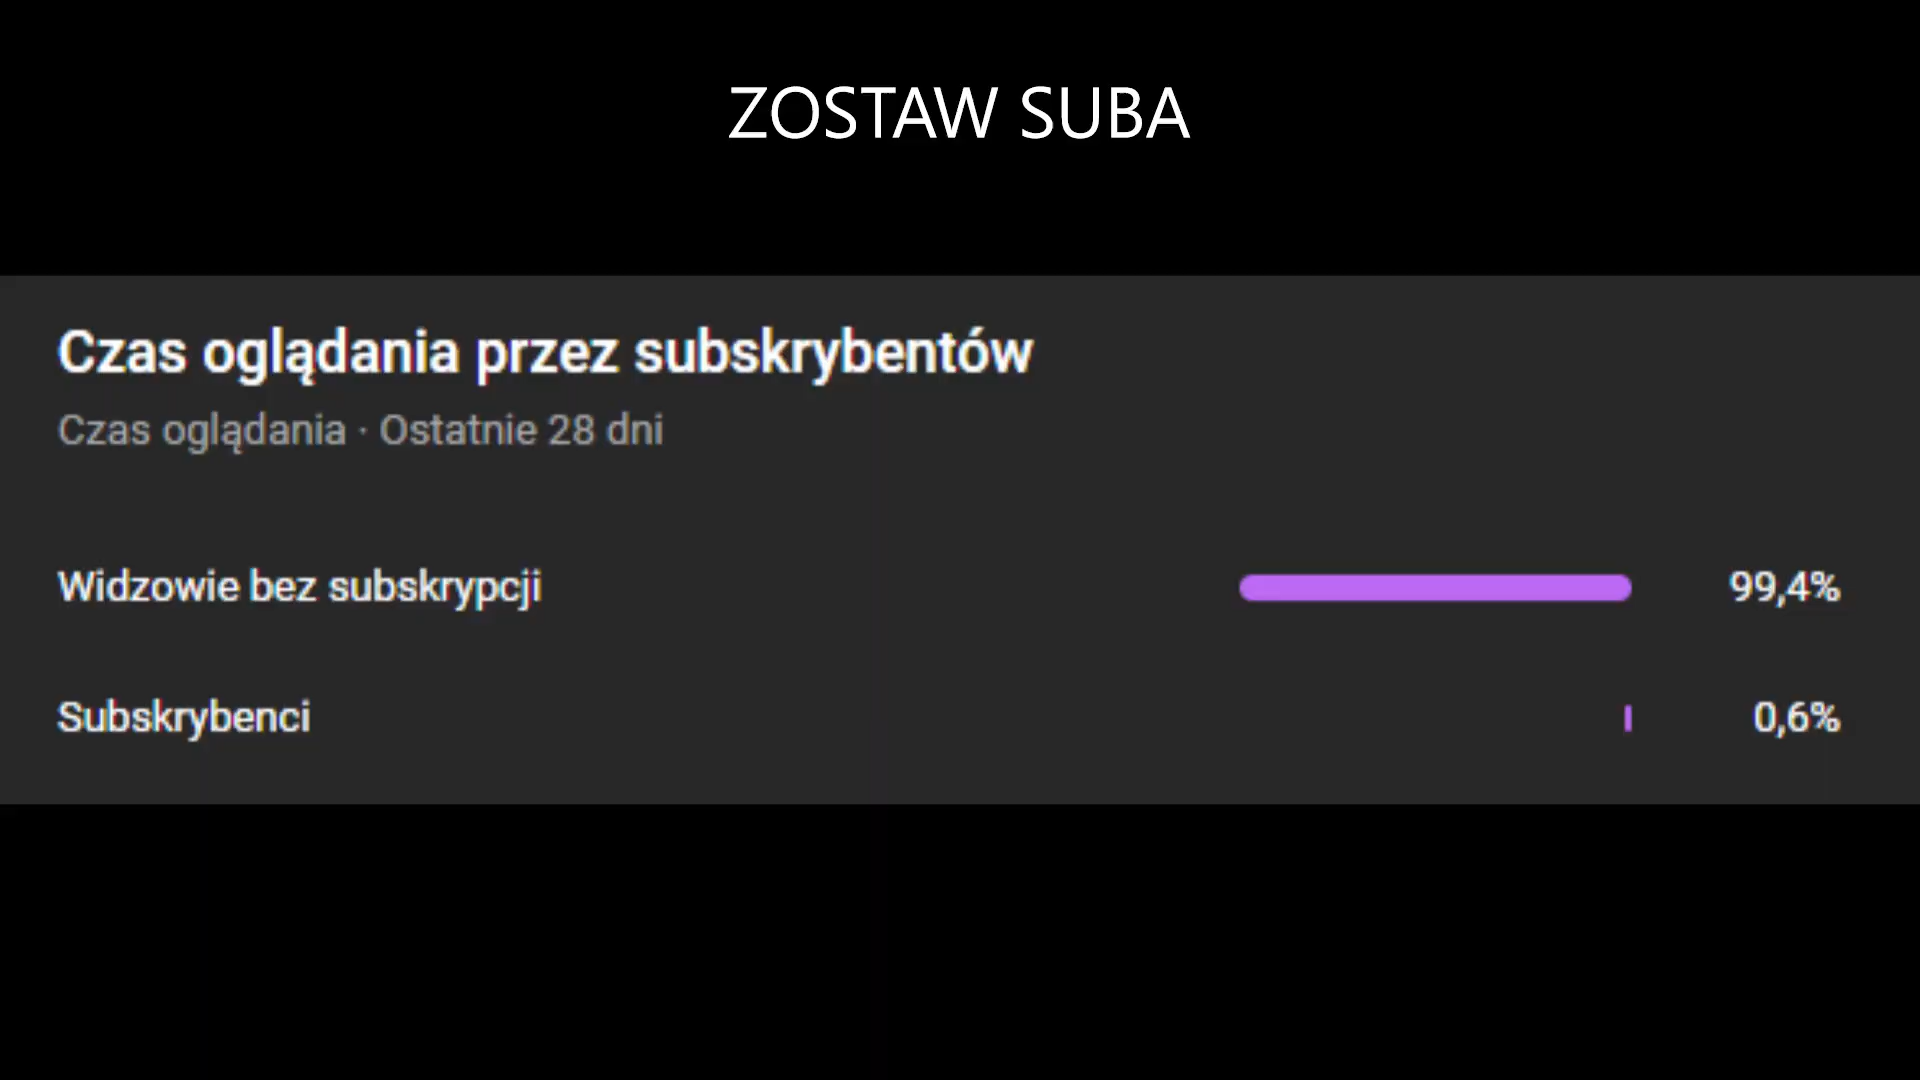 ZOSTAW SUBA
Czas oglądania przez subskrybentów
Czas oglądania · Ostatnie 28 dni
Widzowie bez subskrypcji 99,4%
Subskrybenci 0,6%